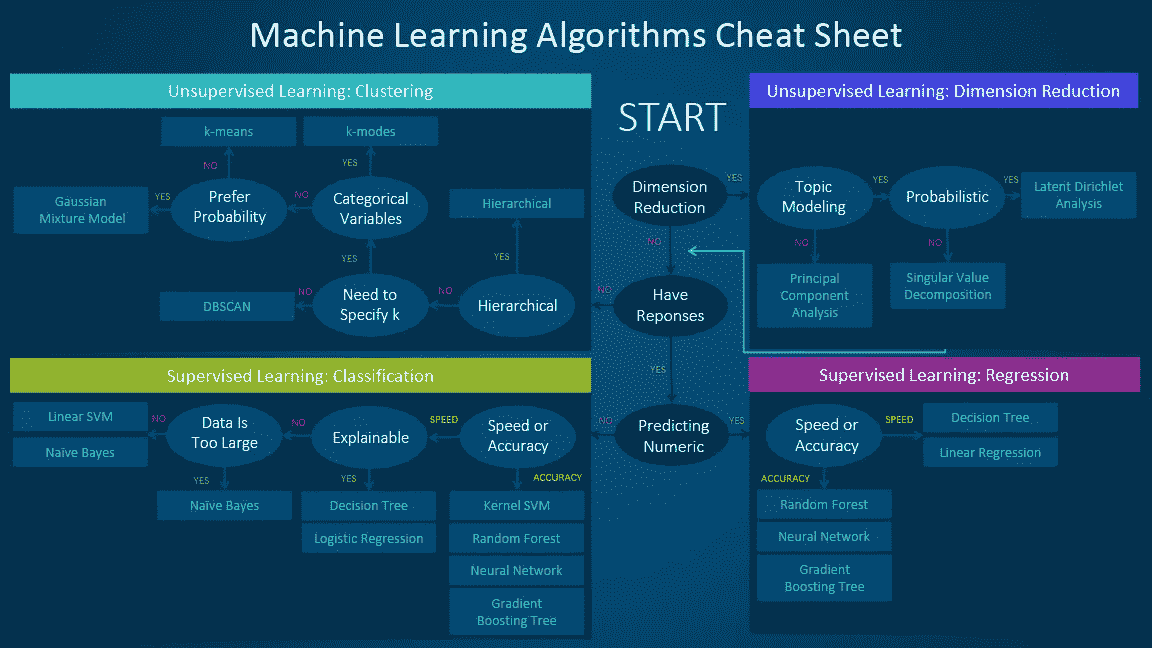 Machine Learning Algorithms Cheat Sheet
Unsupervised Learning: Clustering
k-means
k-modes
NO
YES
Gaussian
Mixture Model
YES
Prefer
Probability
NO
Categorical
Variables
Hierarchical
YES
YES
DBSCAN
NO
Need to
Specify k
NO
Hierarchical
START
Dimension
Reduction
YES
NO
NO
Have
Reponses
YES
NO
Predicting
Numeric
YES
Unsupervised Learning: Dimension Reduction
Topic
Modeling
YES
Probabilistic
YES
Latent Dirichlet
Analysis
NO
NO
Principal
Component
Analysis
Singular Value
Decomposition
Supervised Learning: Classification
Linear SVM
Naïve Bayes
NO
Data Is
Too Large
NO
Explainable
SPEED
Speed or
Accuracy
YES
YES
ACCURACY
Naïve Bayes
Decision Tree
Logistic Regression
Kernel SVM
Random Forest
Neural Network
Gradient
Boosting Tree
Supervised Learning: Regression
Speed or
Accuracy
SPEED
Decision Tree
Linear Regression
ACCURACY
Random Forest
Neural Network
Gradient
Boosting Tree